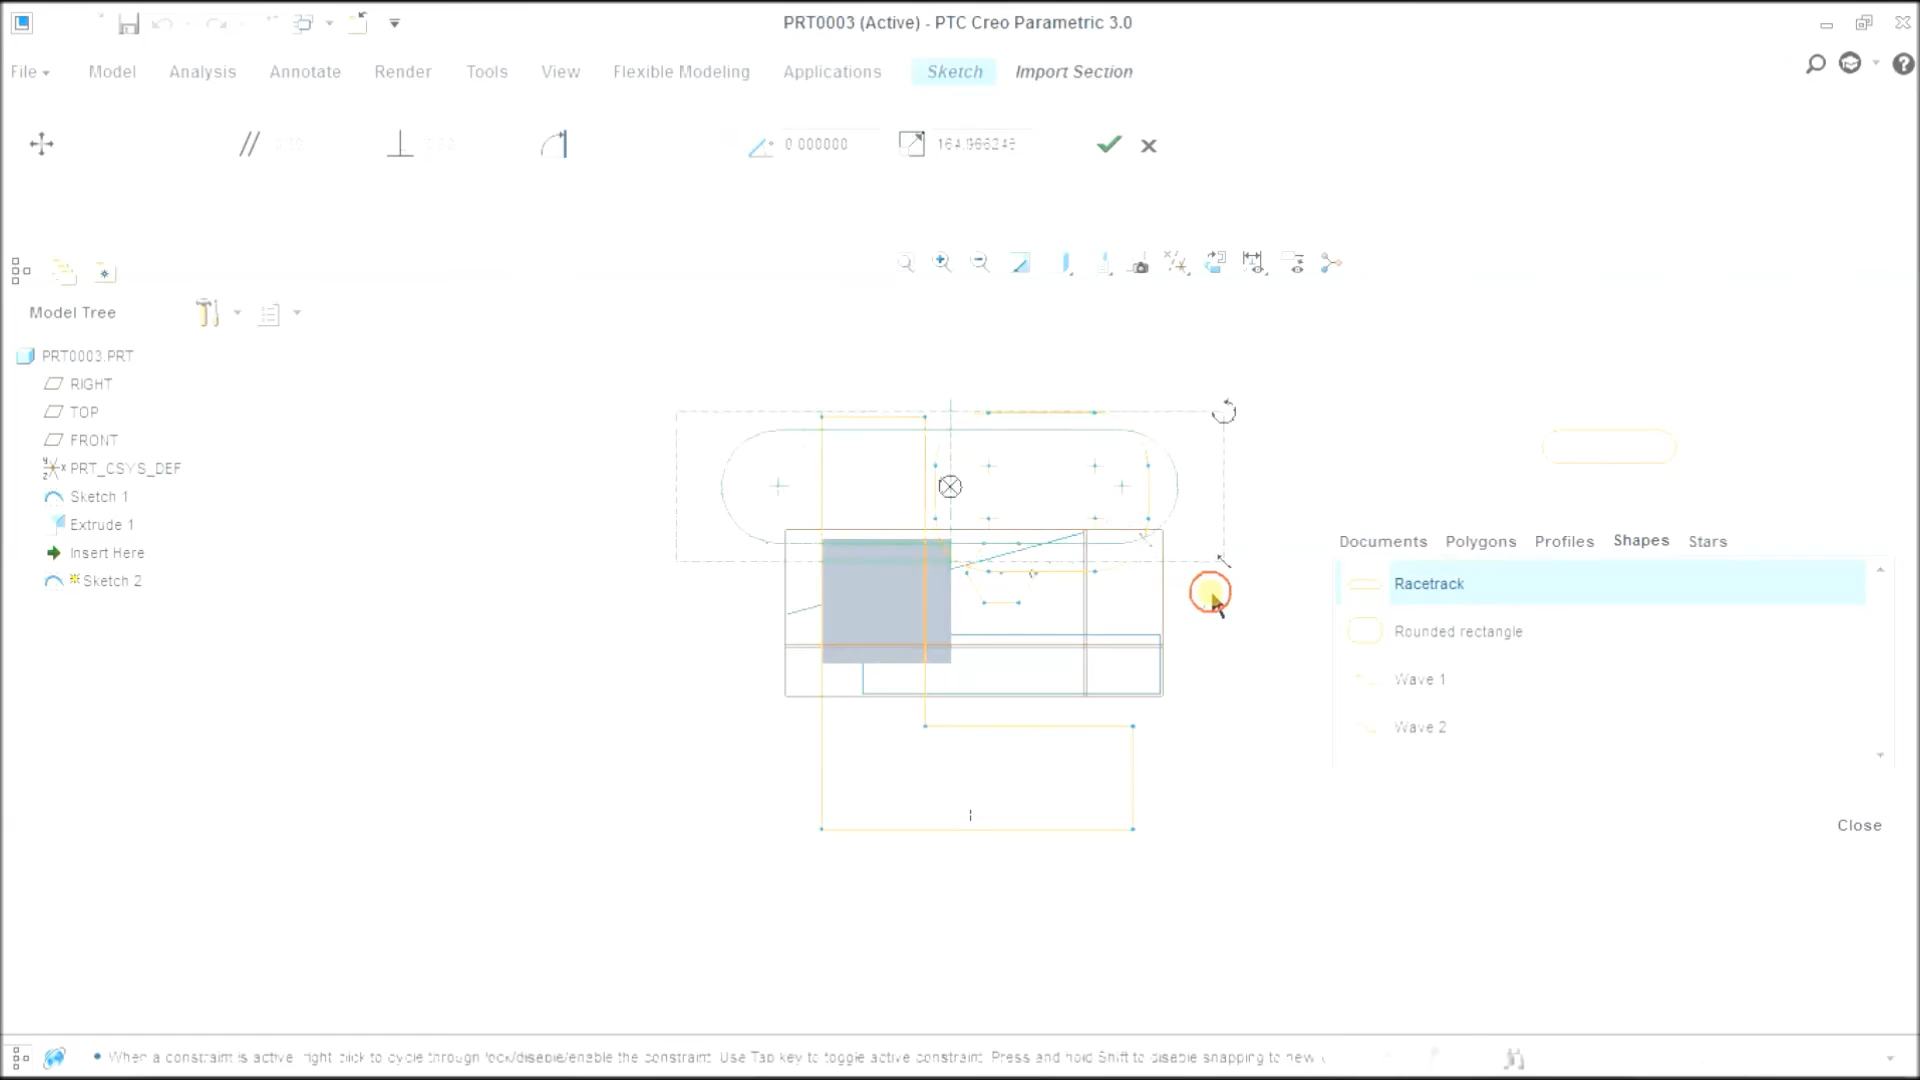 PRT0003 (Active) - PTC Creo Parametric 3.0
File Model Analysis Annotate Render Tools View Flexible Modeling Applications Sketch Import Section
0.000000
Model Tree
PRT0003.PRT
RIGHT
TOP
FRONT
PRT_CSYS_DEF
Sketch 1
Extrude 1
Insert Here
Sketch 2
Documents Polygons Profiles Shapes Stars
Racetrack
Rounded rectangle
Wave 1
Wave 2
Close
When a constraint is active, right click to cycle through lock/disable/enable the constraint. Use Tab key to toggle active constraint. Press and hold Shift to disable snapping to new